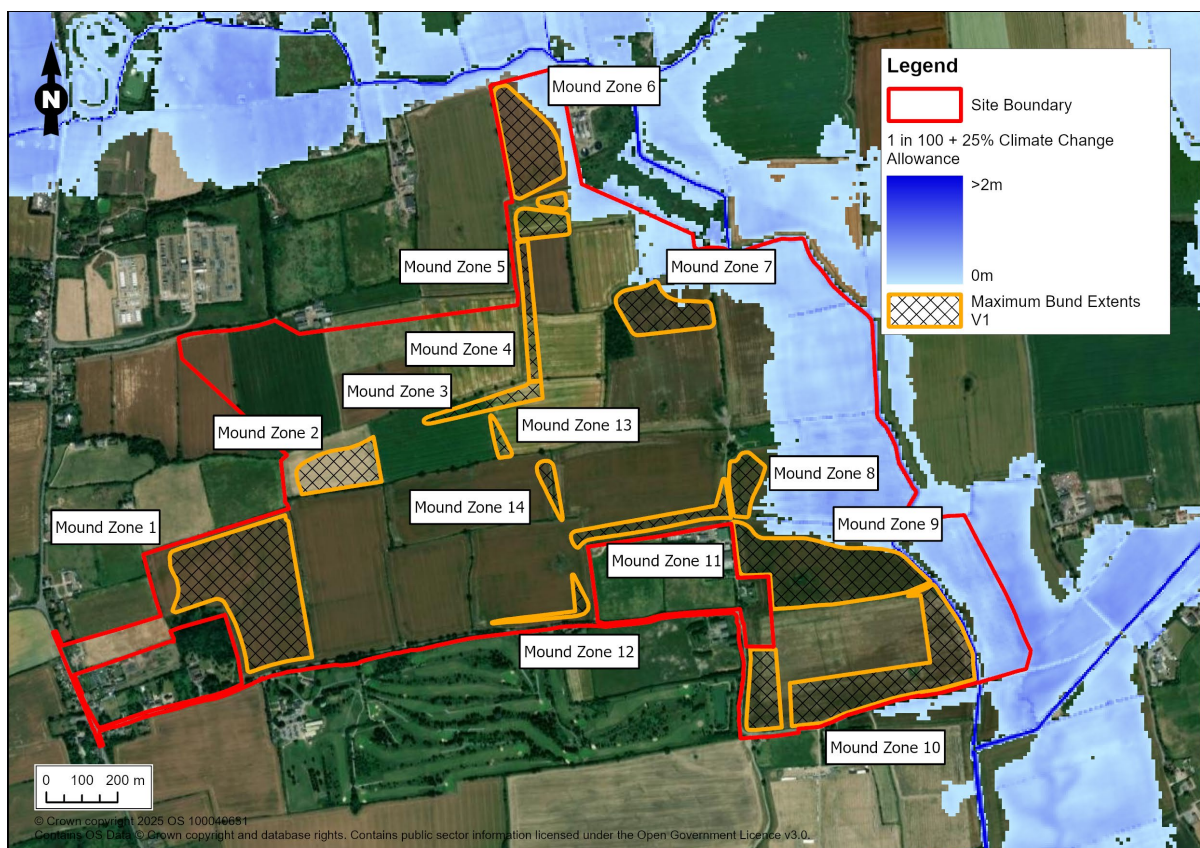 Mound Zone 6
N
Legend
Site Boundary
1 in 100 + 25% Climate Change
Allowance
>2m
0m
Maximum Bund Extents
V1
Mound Zone 5
Mound Zone 7
Mound Zone 4
Mound Zone 3
Mound Zone 2
Mound Zone 13
Mound Zone 8
Mound Zone 14
Mound Zone 1
Mound Zone 9
Mound Zone 11
Mound Zone 12
Mound Zone 10
0 100 200 m
© Crown copyright 2025 OS 100040631
Contains OS Data © Crown copyright and database rights. Contains public sector information licensed under the Open Government Licence v3.0.